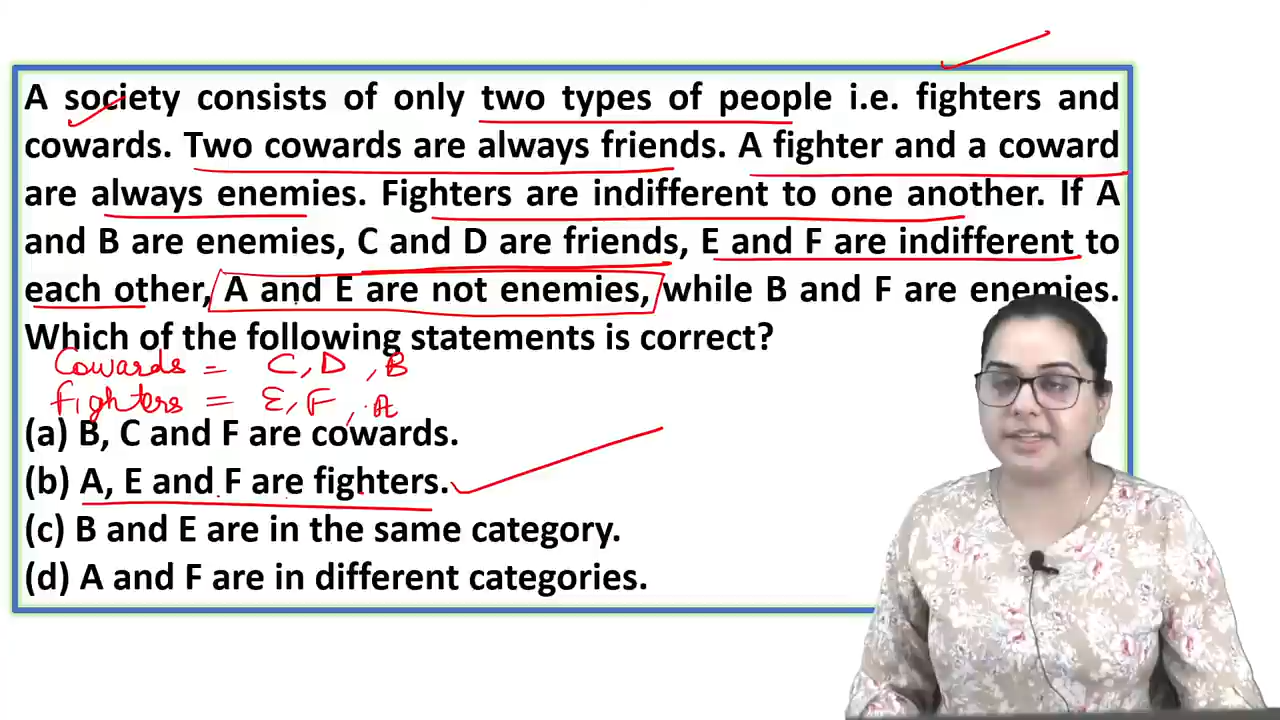 A society consists of only two types of people i.e. fighters and
cowards. Two cowards are always friends. A fighter and a coward
are always enemies. Fighters are indifferent to one another. If A
and B are enemies, C and D are friends, E and F are indifferent to
each other, A and E are not enemies, while B and F are enemies.
Which of the following statements is correct?
Cowards = C, D, B
fighters = E, F, A
(a) B, C and F are cowards.
(b) A, E and F are fighters.
(c) B and E are in the same category.
(d) A and F are in different categories.